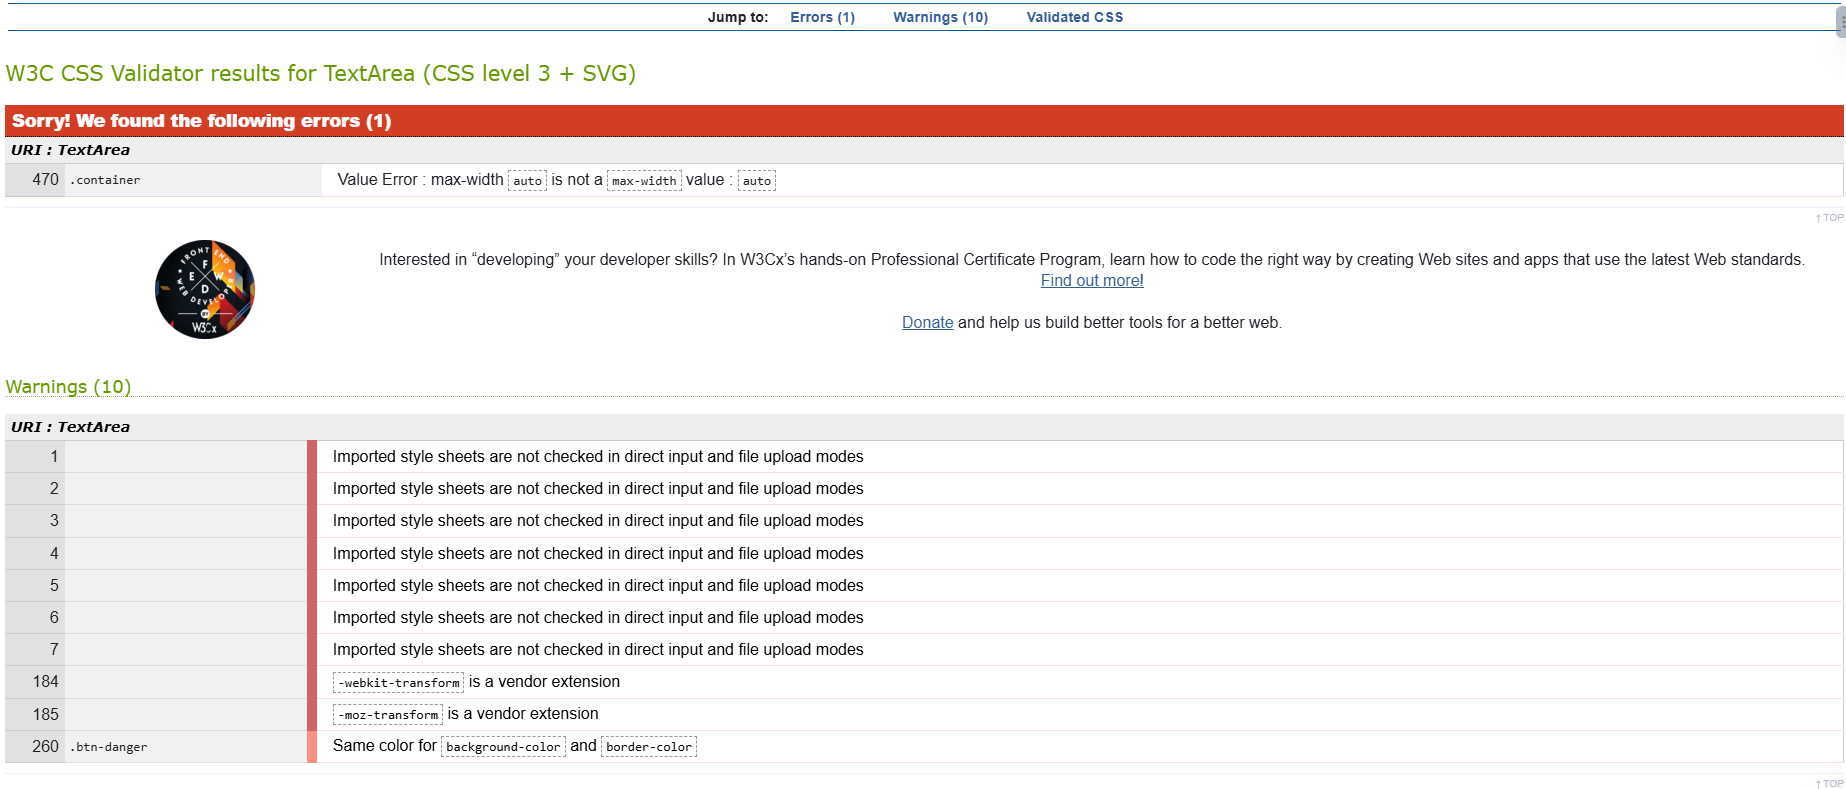 Jump to: Errors (1) Warnings (10) Validated CSS
W3C CSS Validator results for TextArea (CSS level 3 + SVG)
Sorry! We found the following errors (1)
URI : TextArea
470 .container Value Error : max-width auto is not a max-width value : auto
↑ TOP
FRONT END
F
E W
D
WEB DEVELOPER
BY
W3Cx
Interested in “developing” your developer skills? In W3Cx’s hands-on Professional Certificate Program, learn how to code the right way by creating Web sites and apps that use the latest Web standards.
Find out more!
Donate and help us build better tools for a better web.
Warnings (10)
URI : TextArea
1 Imported style sheets are not checked in direct input and file upload modes
2 Imported style sheets are not checked in direct input and file upload modes
3 Imported style sheets are not checked in direct input and file upload modes
4 Imported style sheets are not checked in direct input and file upload modes
5 Imported style sheets are not checked in direct input and file upload modes
6 Imported style sheets are not checked in direct input and file upload modes
7 Imported style sheets are not checked in direct input and file upload modes
184 -webkit-transform is a vendor extension
185 -moz-transform is a vendor extension
260 .btn-danger Same color for background-color and border-color
↑ TOP